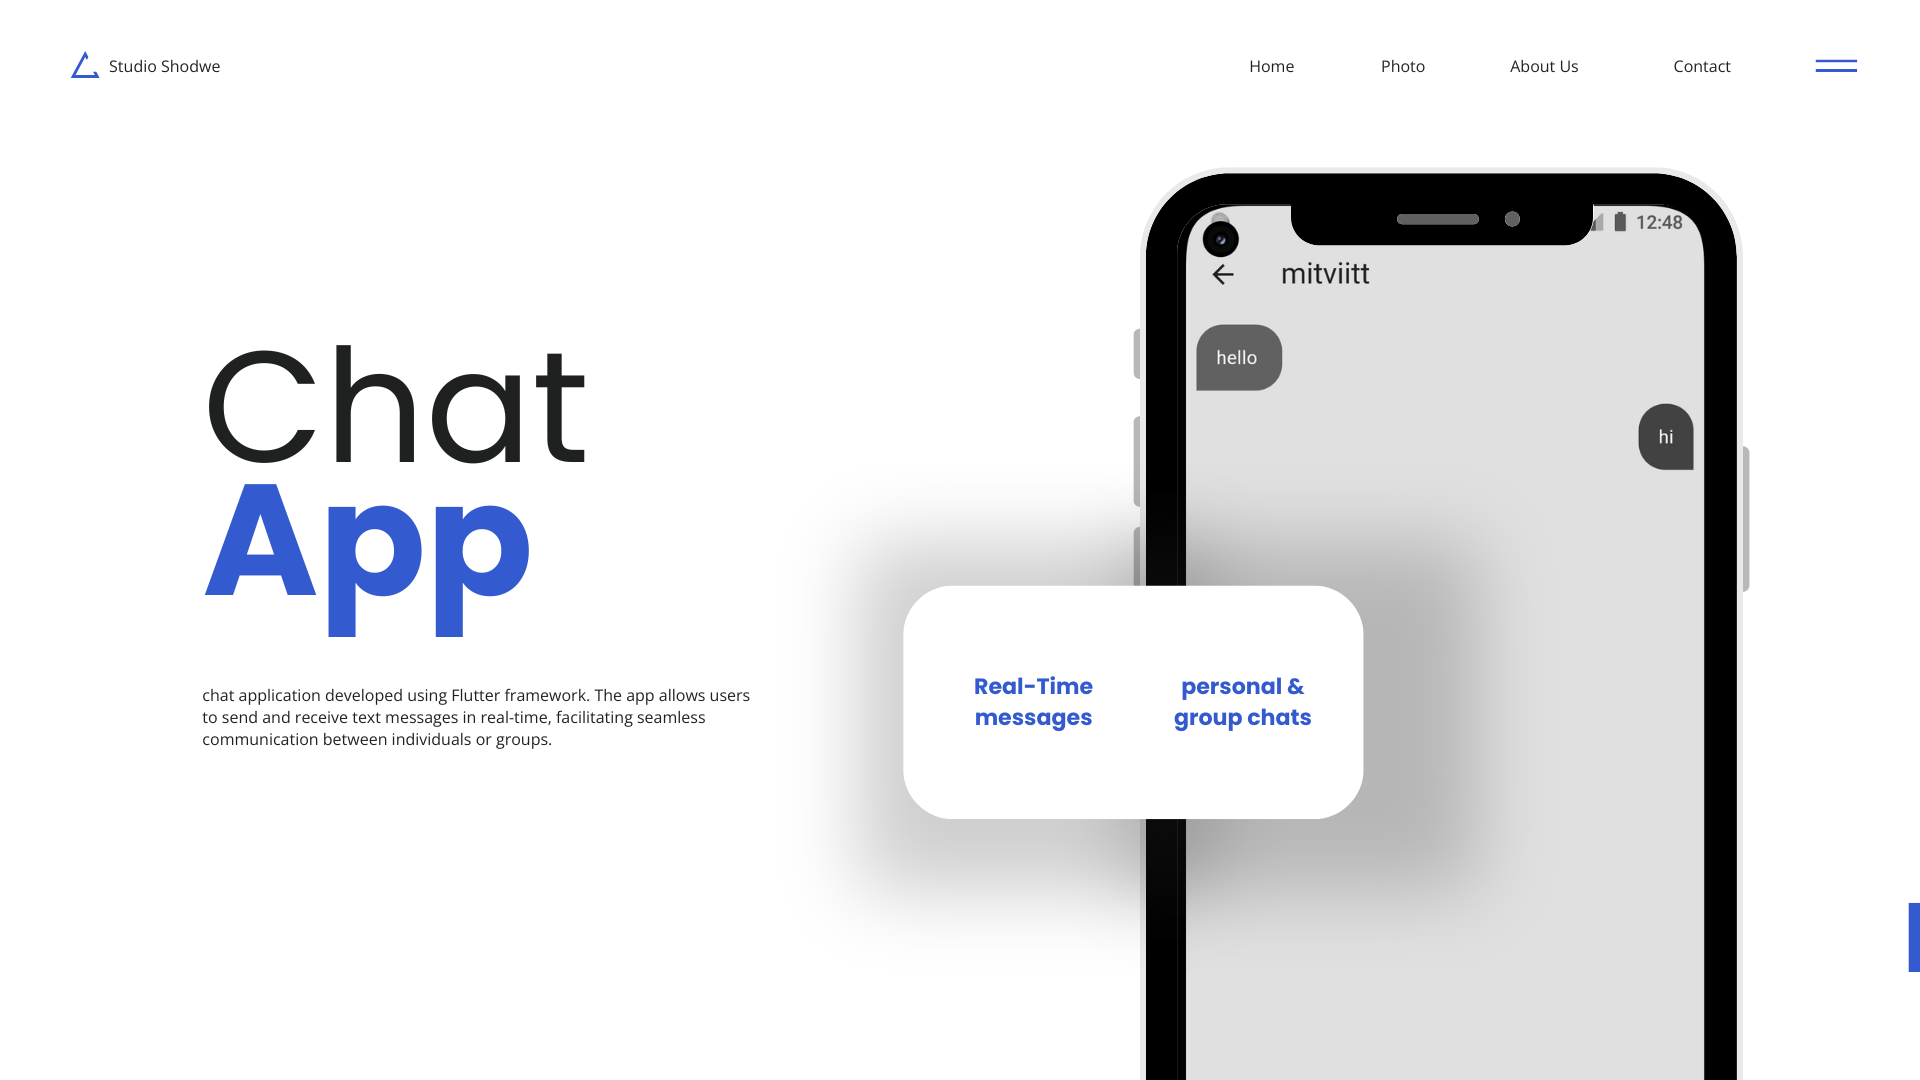 Studio Shodwe
Home
Photo
About Us
Contact
Chat
App
chat application developed using Flutter framework. The app allows users
to send and receive text messages in real-time, facilitating seamless
communication between individuals or groups.
12:48
mitviitt
hello
hi
Real-Time
messages
personal &
group chats